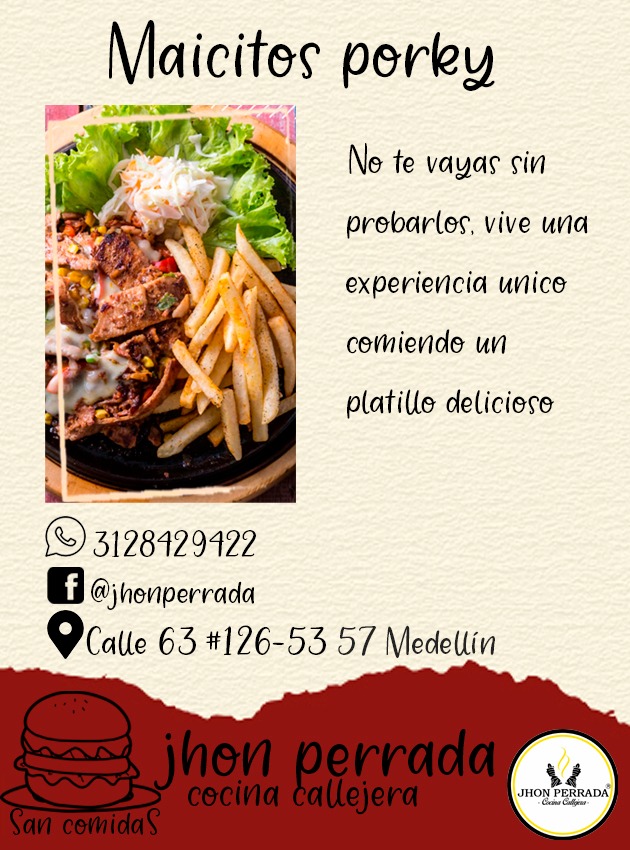 Maicitos porky
No te vayas sin
probarlos, vive una
experiencia unico
comiendo un
platillo delicioso
3128429422
@jhonperrada
Calle 63 #126-53 57 Medellín
jhon perrada
cocina callejera
San comidaS
JHON PERRADA
- Cocina Callejera -